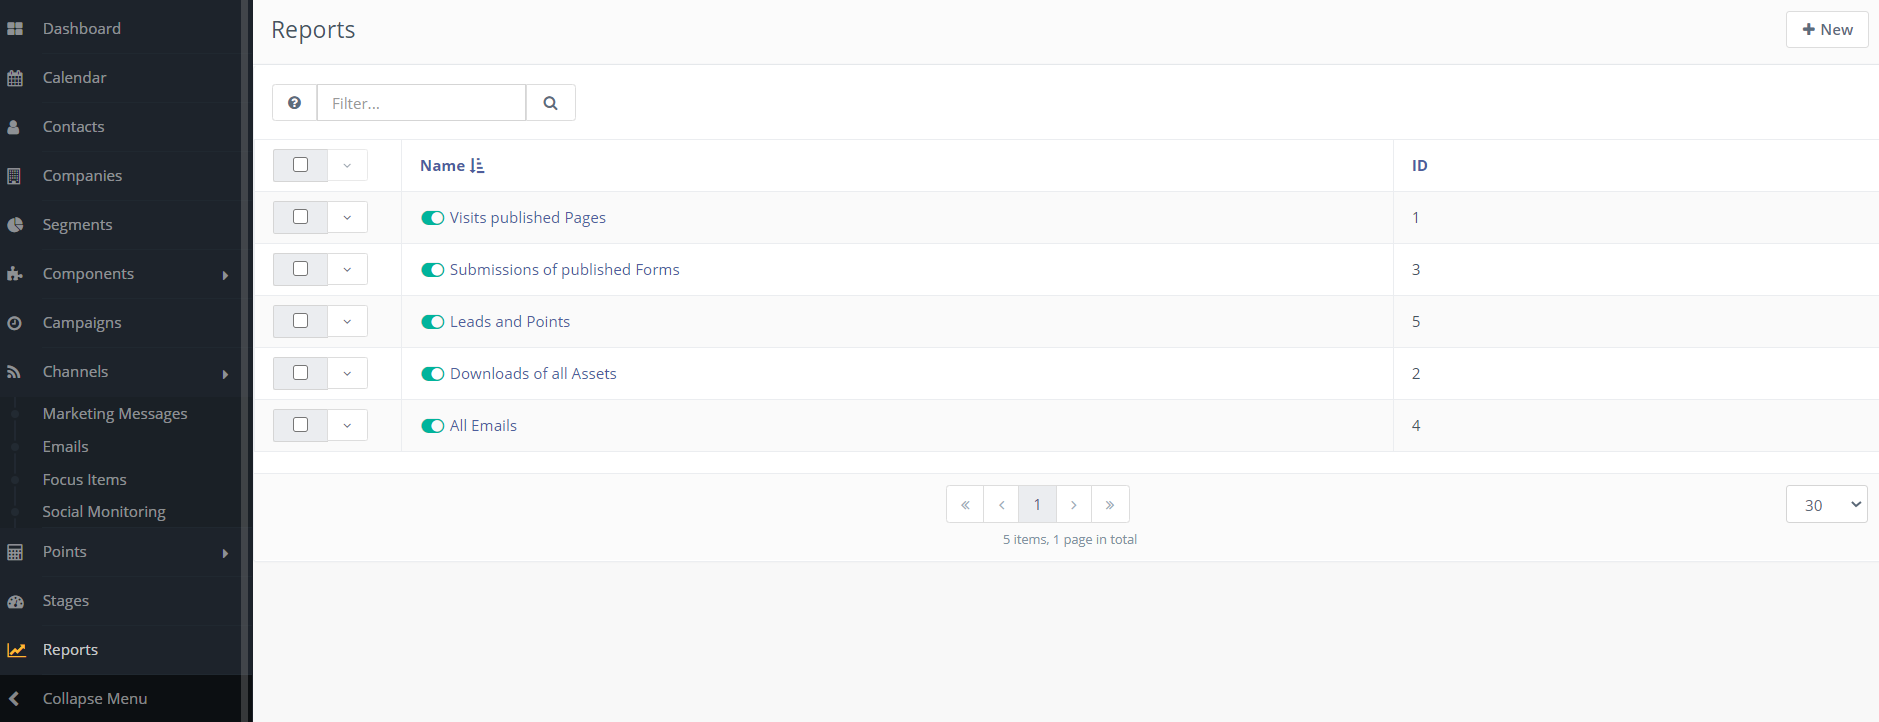 Dashboard
Calendar
Contacts
Companies
Segments
Components
Campaigns
Channels
Marketing Messages
Emails
Focus Items
Social Monitoring
Points
Stages
Reports
Collapse Menu
Reports
New
Filter...
Name ID
Visits published Pages 1
Submissions of published Forms 3
Leads and Points 5
Downloads of all Assets 2
All Emails 4
« ‹ 1 › »
30
5 items, 1 page in total